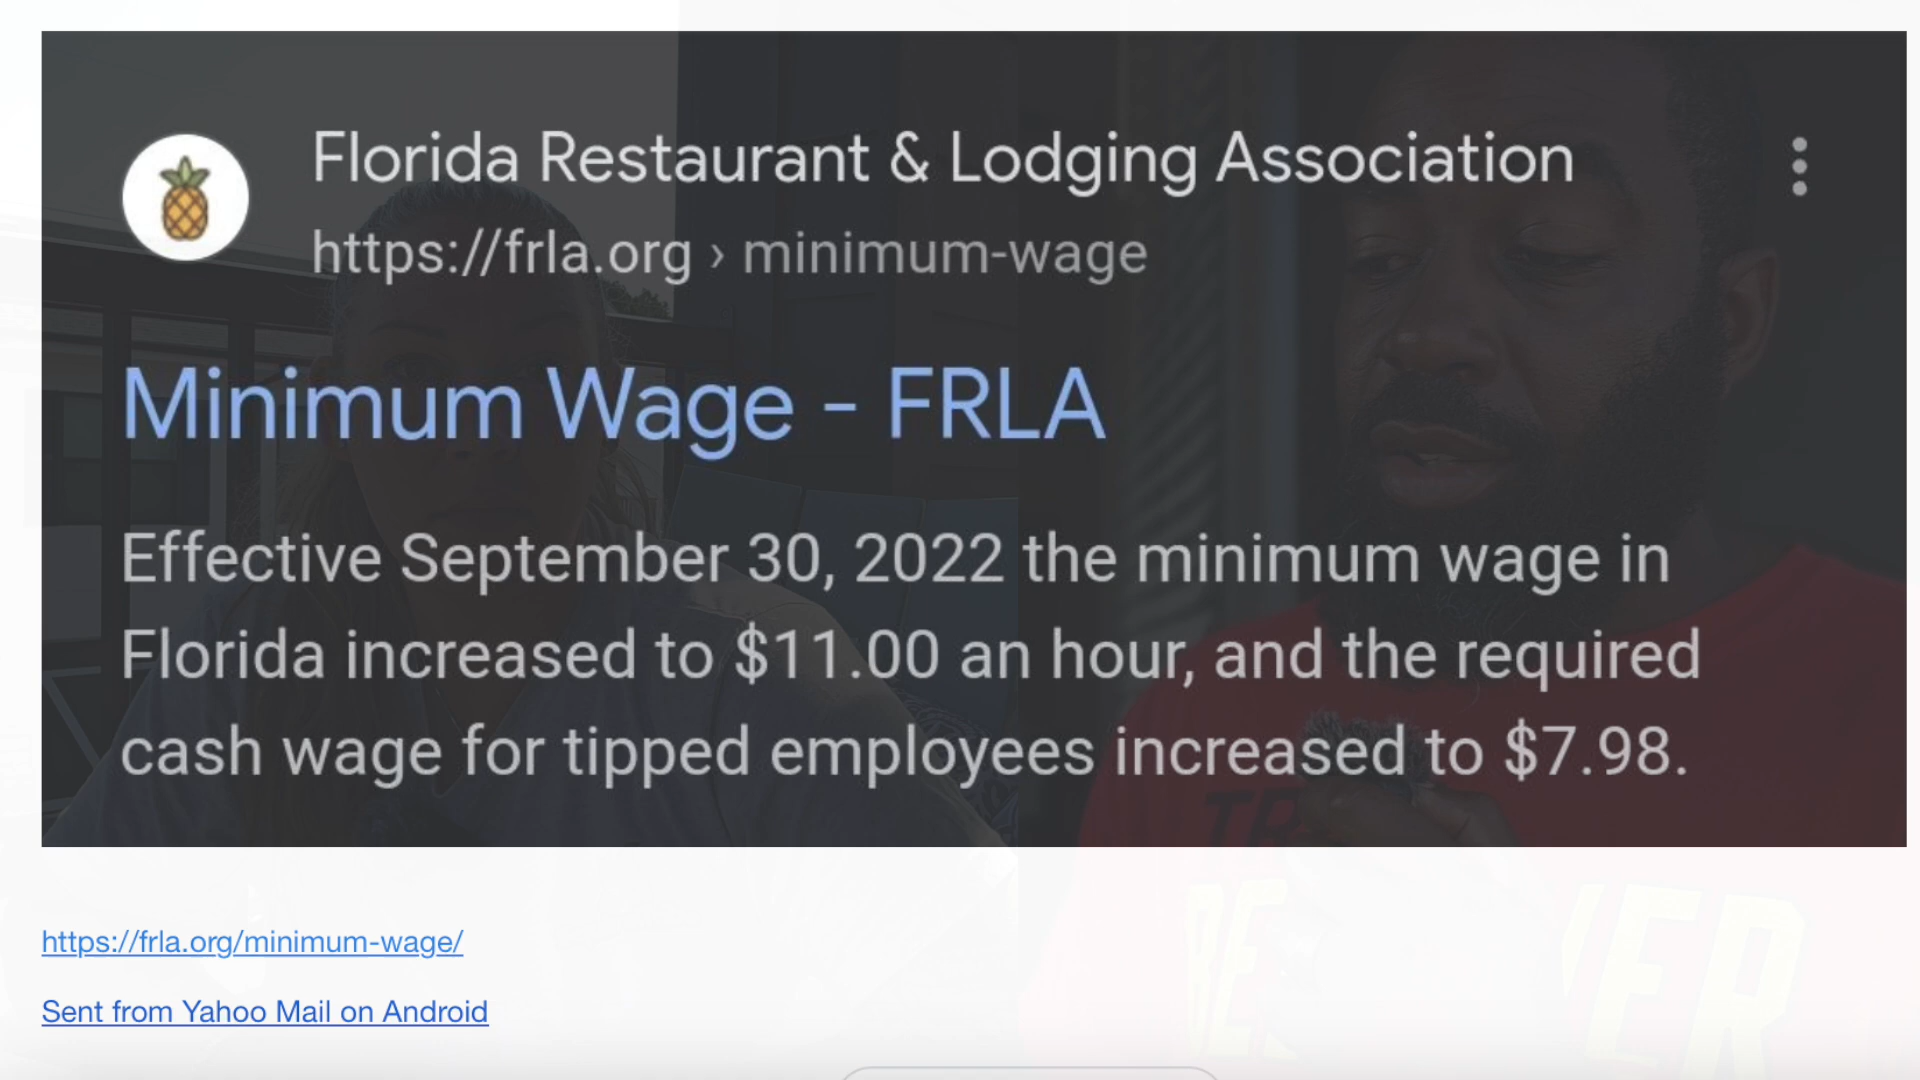 Florida Restaurant & Lodging Association
https://frla.org › minimum-wage
Minimum Wage - FRLA
Effective September 30, 2022 the minimum wage in
Florida increased to $11.00 an hour, and the required
cash wage for tipped employees increased to $7.98.
https://frla.org/minimum-wage/
Sent from Yahoo Mail on Android